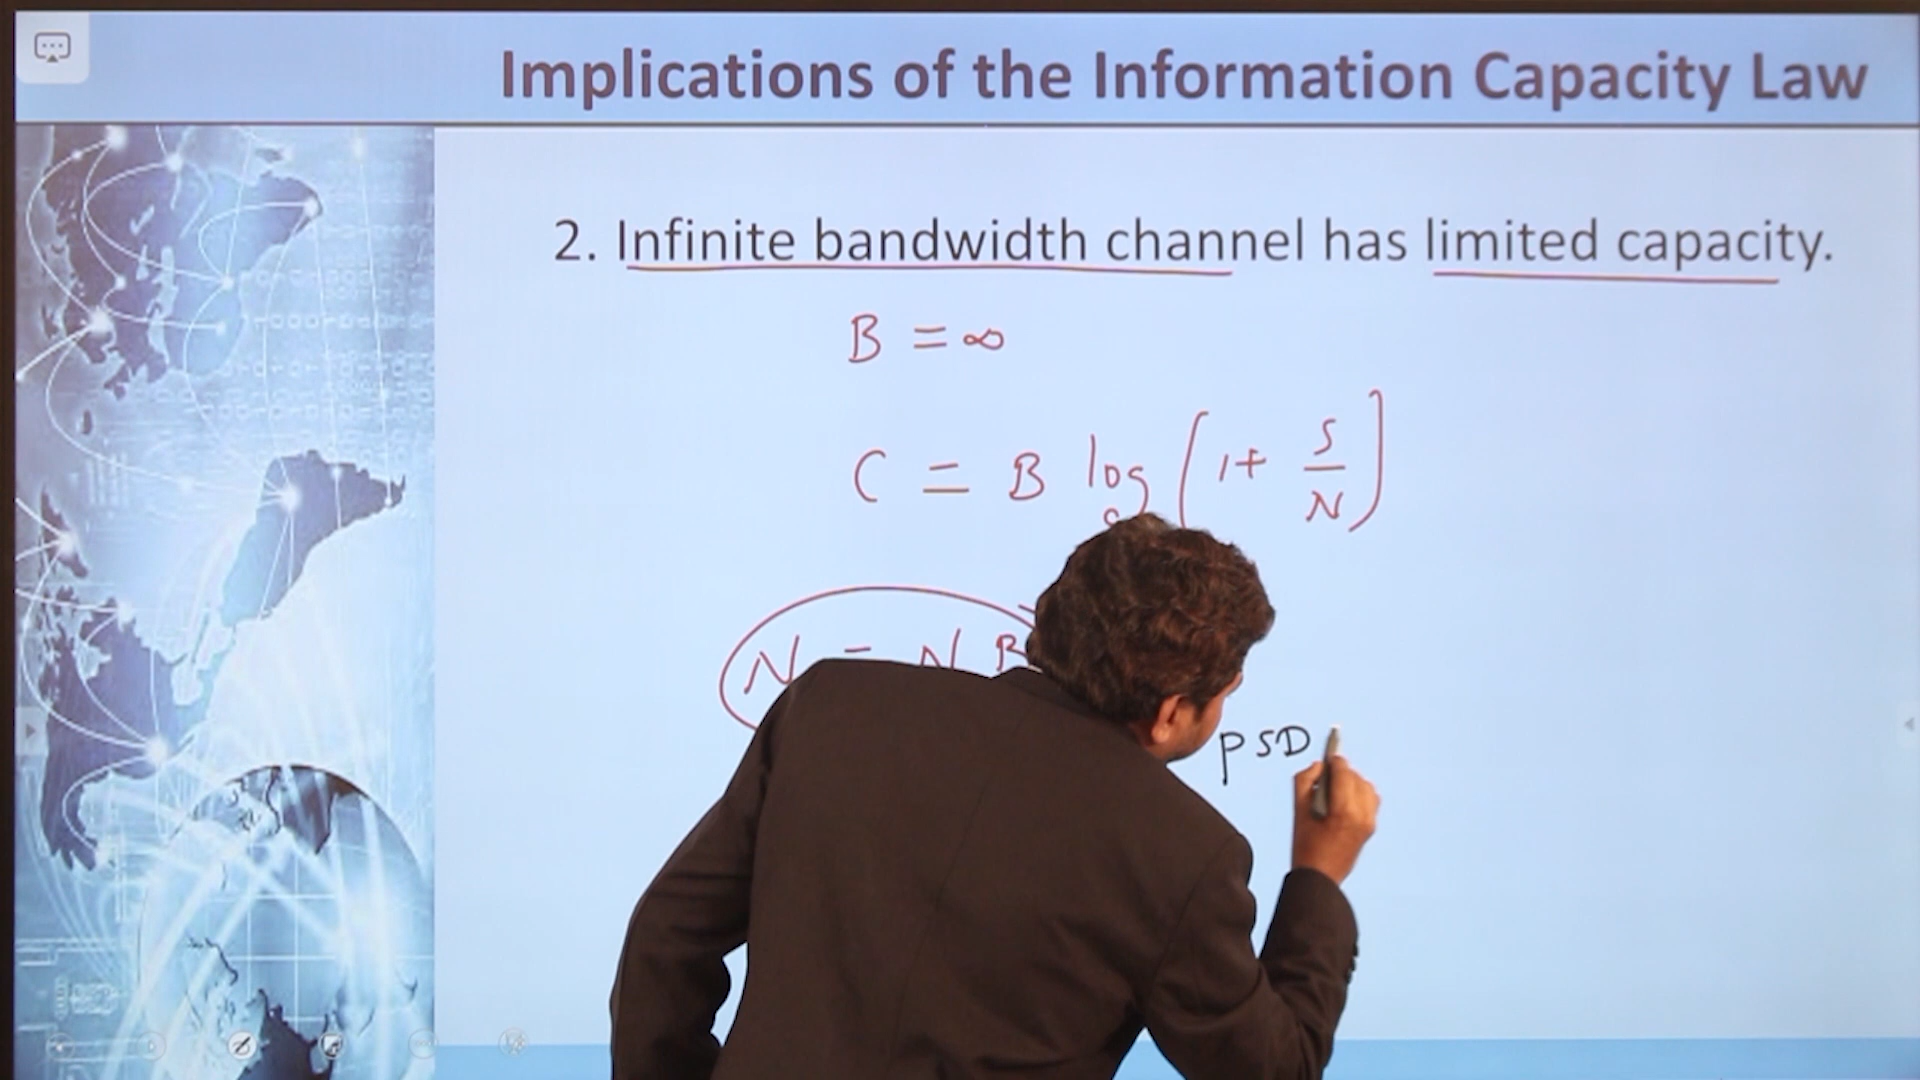 Implications of the Information Capacity Law
2. Infinite bandwidth channel has limited capacity.
B = ∞
C = B log (1 + S/N)
N = N B
PSD